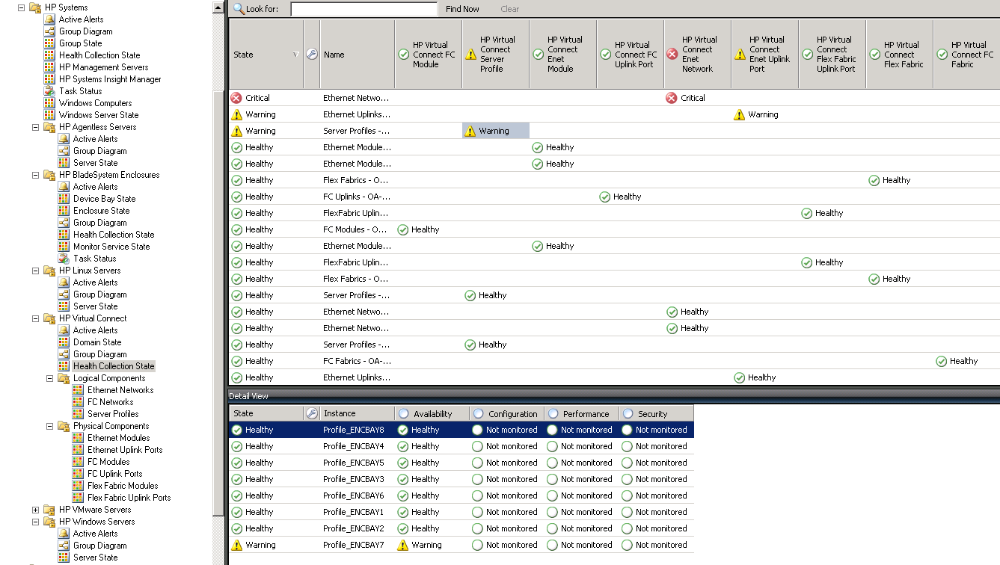 HP Systems
Active Alerts
Group Diagram
Group State
Health Collection State
HP Management Servers
HP Systems Insight Manager
Task Status
Windows Computers
Windows Server State
HP Agentless Servers
Active Alerts
Group Diagram
Server State
HP BladeSystem Enclosures
Active Alerts
Device Bay State
Enclosure State
Group Diagram
Health Collection State
Monitor Service State
Task Status
HP Linux Servers
Active Alerts
Group Diagram
Server State
HP Virtual Connect
Active Alerts
Domain State
Group Diagram
Health Collection State
Logical Components
Ethernet Networks
FC Networks
Server Profiles
Physical Components
Ethernet Modules
Ethernet Uplink Ports
FC Modules
FC Uplink Ports
Flex Fabric Modules
Flex Fabric Uplink Ports
HP VMware Servers
HP Windows Servers
Active Alerts
Group Diagram
Server State
Look for: Find Now Clear
State Name HP Virtual Connect FC Module HP Virtual Connect Server Profile HP Virtual Connect Enet Module HP Virtual Connect FC Uplink Port HP Virtual Connect Enet Network HP Virtual Connect Enet Uplink Port HP Virtual Connect Flex Fabric Uplink Port HP Virtual Connect Flex Fabric HP Virtual Connect FC Fabric
Critical Ethernet Netwo... Critical
Warning Ethernet Uplinks... Warning
Warning Server Profiles -... Warning
Healthy Ethernet Module... Healthy
Healthy Ethernet Module... Healthy
Healthy Flex Fabrics - O... Healthy
Healthy FC Uplinks - OA-... Healthy
Healthy FlexFabric Uplin... Healthy
Healthy FC Modules - O... Healthy
Healthy Ethernet Module... Healthy
Healthy FlexFabric Uplin... Healthy
Healthy Flex Fabrics - O... Healthy
Healthy Server Profiles -... Healthy
Healthy Ethernet Netwo... Healthy
Healthy Ethernet Netwo... Healthy
Healthy Server Profiles -... Healthy
Healthy FC Fabrics - OA-... Healthy
Healthy Ethernet Uplinks... Healthy
Detail View
State Instance Availability Configuration Performance Security
Healthy Profile_ENCBAY8 Healthy Not monitored Not monitored Not monitored
Healthy Profile_ENCBAY4 Healthy Not monitored Not monitored Not monitored
Healthy Profile_ENCBAY5 Healthy Not monitored Not monitored Not monitored
Healthy Profile_ENCBAY3 Healthy Not monitored Not monitored Not monitored
Healthy Profile_ENCBAY6 Healthy Not monitored Not monitored Not monitored
Healthy Profile_ENCBAY1 Healthy Not monitored Not monitored Not monitored
Healthy Profile_ENCBAY2 Healthy Not monitored Not monitored Not monitored
Warning Profile_ENCBAY7 Warning Not monitored Not monitored Not monitored